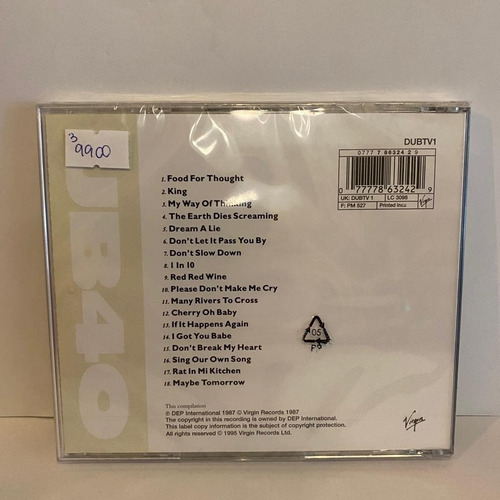 3
9900
UB40
DUBTV1
0777 7 86324 2 9
0 77778 63242 9
UK: DUBTV 1
LC 3098
F: PM 527
Printed in
Virgin
1. Food For Thought
2. King
3. My Way Of Thinking
4. The Earth Dies Screaming
5. Dream A Lie
6. Don't Let It Pass You By
7. Don't Slow Down
8. 1 In 10
9. Red Red Wine
10. Please Don't Make Me Cry
11. Many Rivers To Cross
12. Cherry Oh Baby
13. If It Happens Again
14. I Got You Babe
15. Don't Break My Heart
16. Sing Our Own Song
17. Rat In Mi Kitchen
18. Maybe Tomorrow
05
This compilation
℗ DEP International 1987 © Virgin Records 1987
This recording is owned by DEP International.
This label copy information is the subject of copyright protection.
All rights reserved © 1995 Virgin Records Ltd.
Virgin